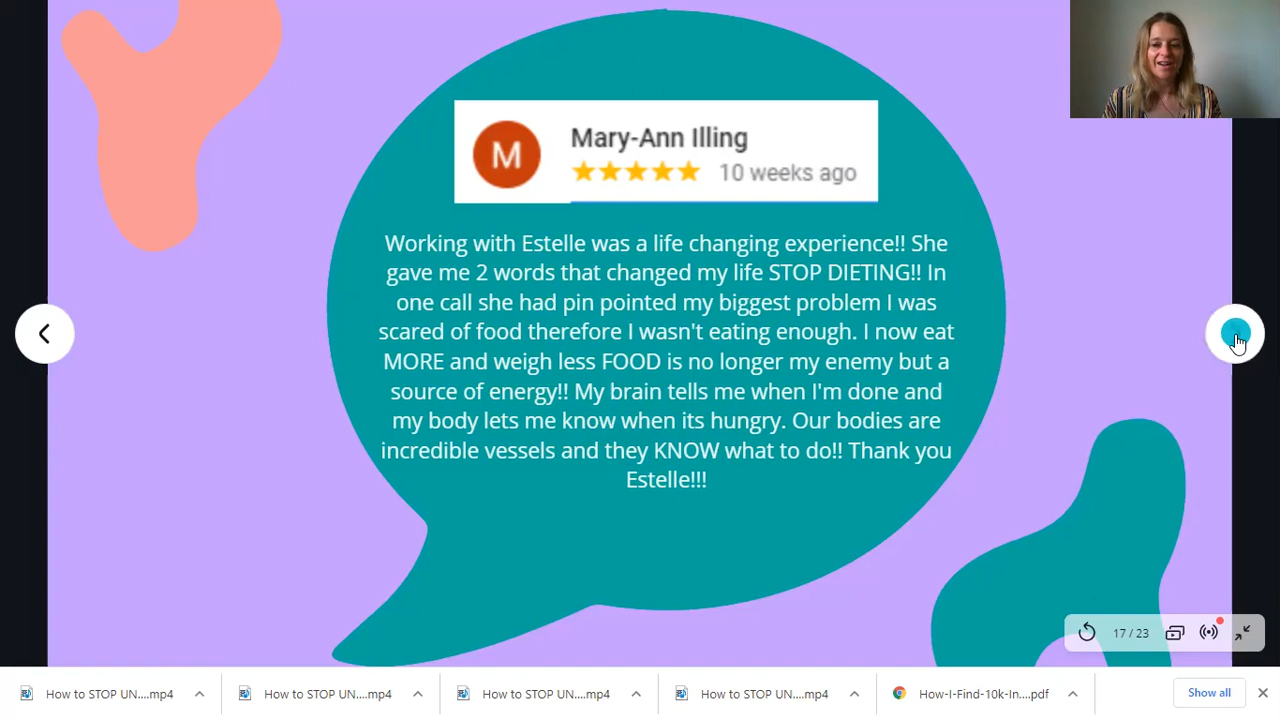 M
Mary-Ann Illing
10 weeks ago
Working with Estelle was a life changing experience!! She
gave me 2 words that changed my life STOP DIETING!! In
one call she had pin pointed my biggest problem I was
scared of food therefore I wasn't eating enough. I now eat
MORE and weigh less FOOD is no longer my enemy but a
source of energy!! My brain tells me when I'm done and
my body lets me know when its hungry. Our bodies are
incredible vessels and they KNOW what to do!! Thank you
Estelle!!!
17 / 23
How to STOP UN....mp4
How to STOP UN....mp4
How to STOP UN....mp4
How to STOP UN....mp4
How-I-Find-10k-In....pdf
Show all